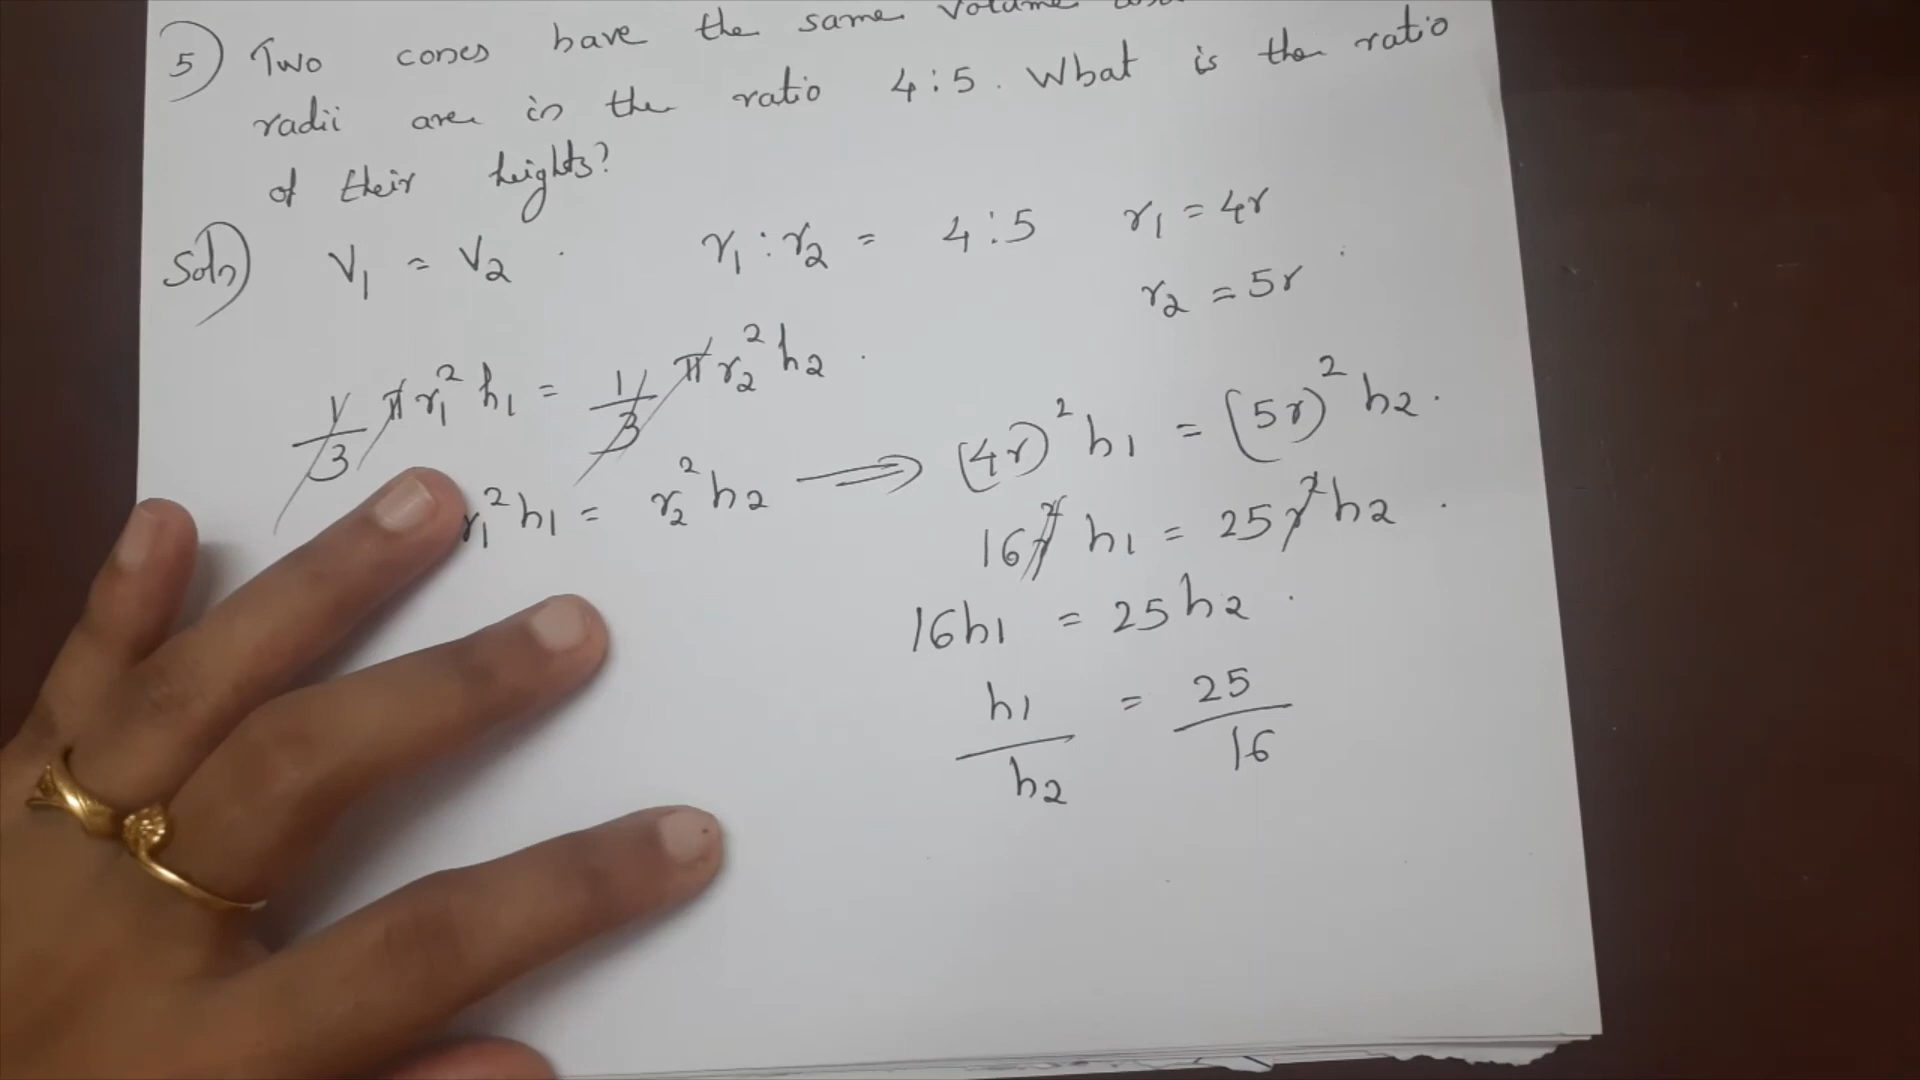 5) Two cones have the same volume
radii are in the ratio 4:5. What is the ratio
of their heights?
Soln) V₁ = V₂ . r₁ : r₂ = 4:5 r₁ = 4r
r₂ = 5r
1/3 πr₁² h₁ = 1/3 πr₂² h₂ .
r₁² h₁ = r₂² h₂ ⟹ (4r)² h₁ = (5r)² h₂ .
16r² h₁ = 25r² h₂ .
16h₁ = 25h₂ .
h₁/h₂ = 25/16